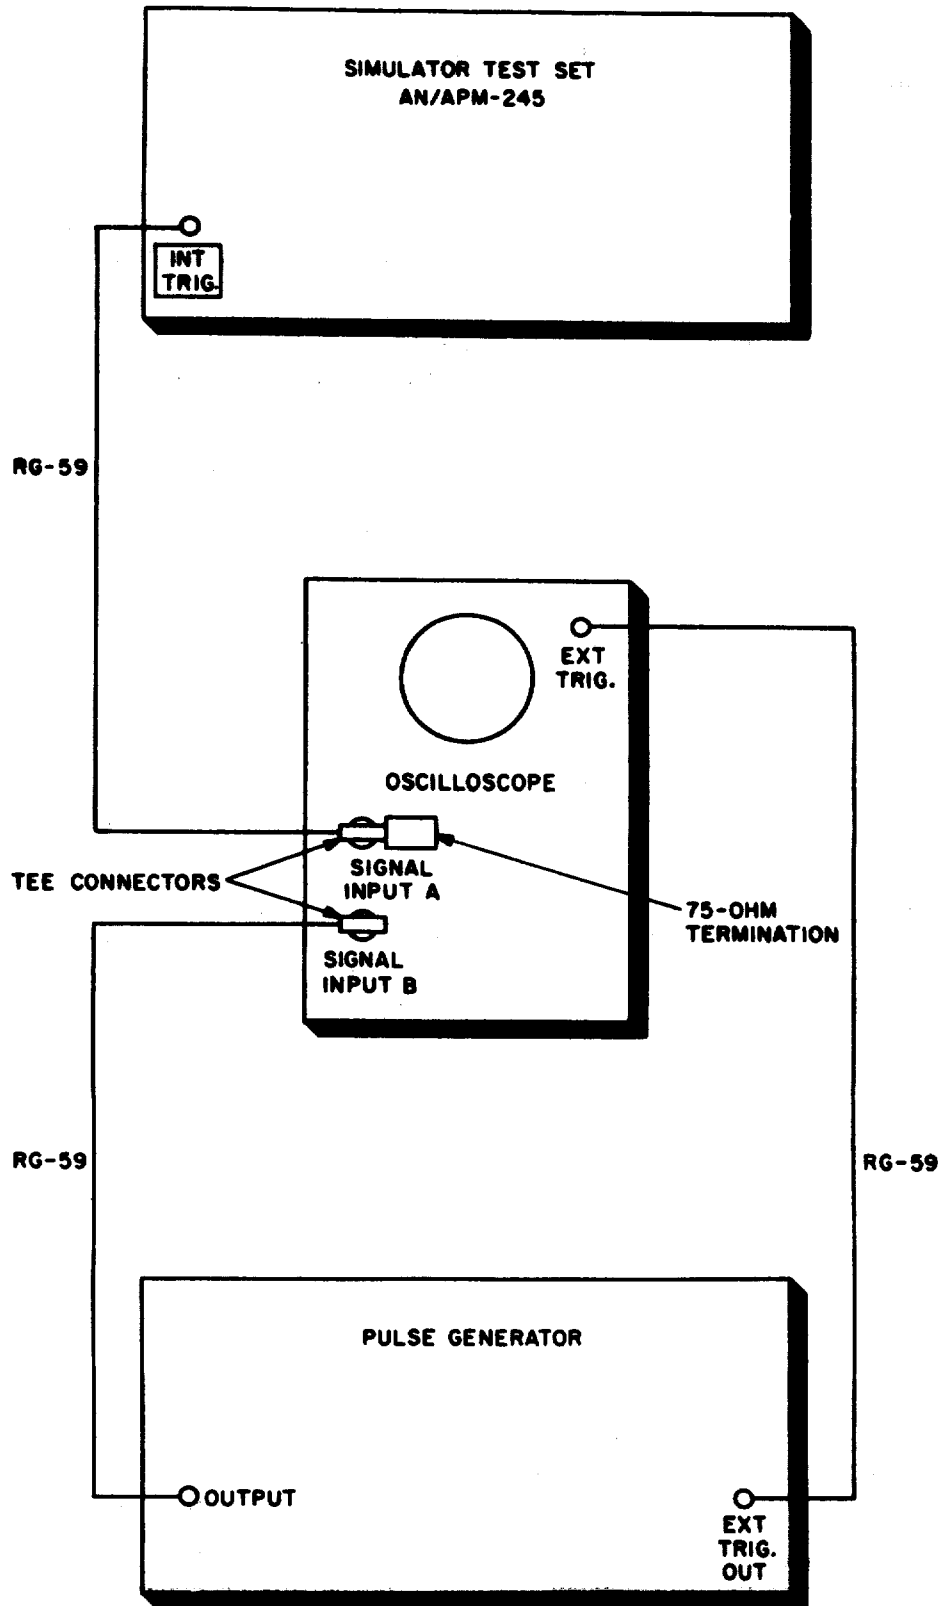 SIMULATOR TEST SET
AN/APM-245
INT
TRIG.
RG-59
EXT
TRIG.
OSCILLOSCOPE
SIGNAL
INPUT A
TEE CONNECTORS
75-OHM
TERMINATION
SIGNAL
INPUT B
RG-59
RG-59
PULSE GENERATOR
OUTPUT
EXT
TRIG.
OUT